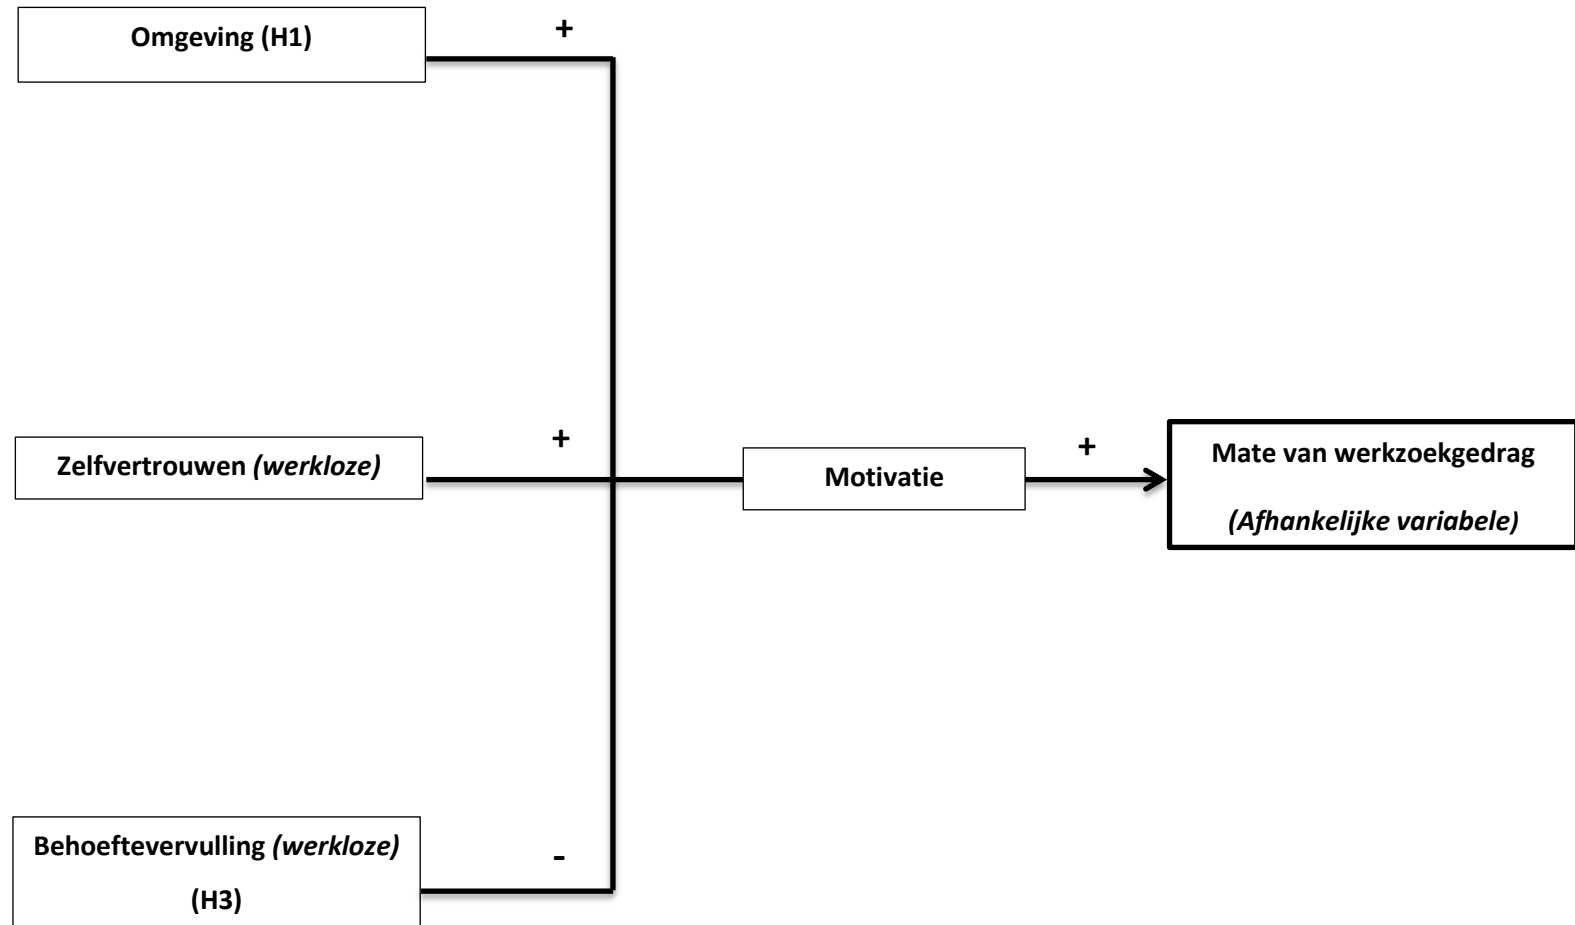 Omgeving (H1)
+
Zelfvertrouwen (werkloze)
+
Motivatie
+
Mate van werkzoekgedrag
(Afhankelijke variabele)
Behoeftevervulling (werkloze)
(H3)
-